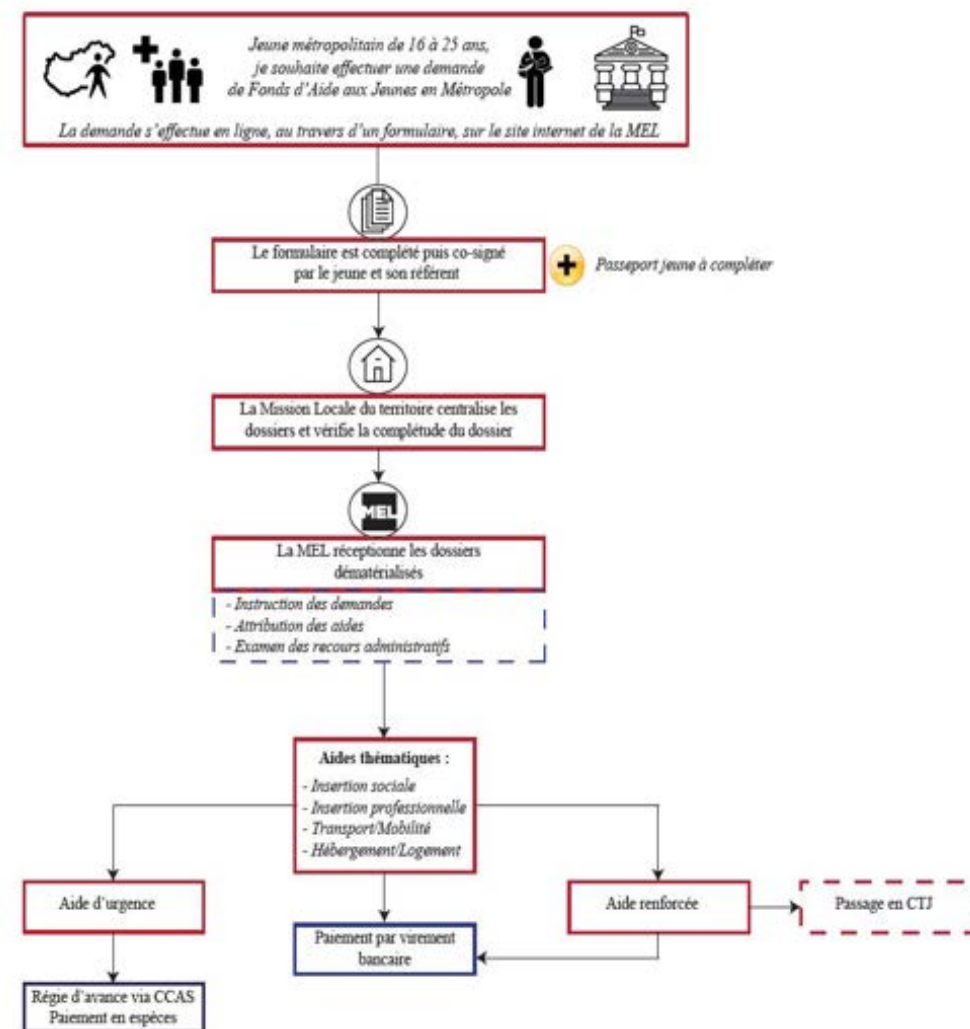 Jeune métropolitain de 16 à 25 ans,
je souhaite effectuer une demande
de Fonds d'Aide aux Jeunes en Métropole
La demande s'effectue en ligne, au travers d'un formulaire, sur le site internet de la MEL
Le formulaire est complété puis co-signé
par le jeune et son référent
Passeport jeune à compléter
La Mission Locale du territoire centralise les
dossiers et vérifie la complétude du dossier
MEL
La MEL réceptionne les dossiers
dématérialisés
- Instruction des demandes
- Attribution des aides
- Examen des recours administratifs
Aides thématiques :
- Insertion sociale
- Insertion professionnelle
- Transport/Mobilité
- Hébergement/Logement
Aide d'urgence
Aide renforcée
Passage en CTJ
Paiement par virement
bancaire
Régie d'avance via CCAS
Paiement en espèces